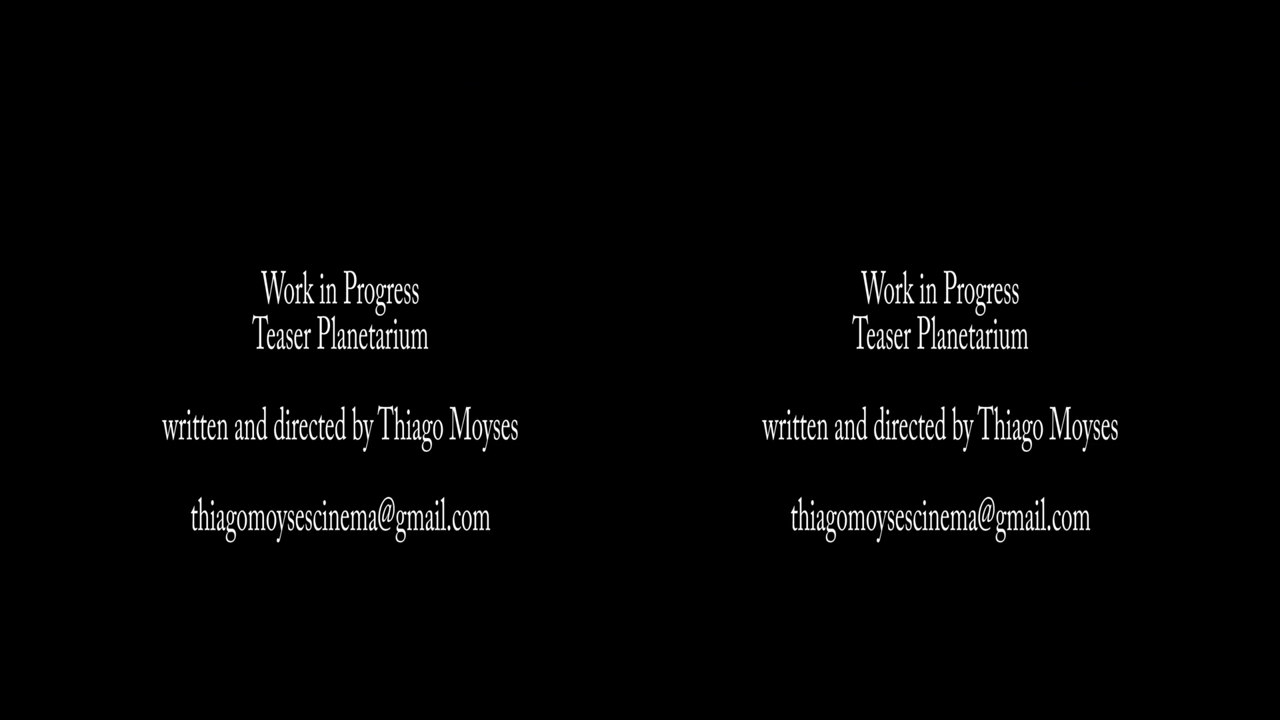 Work in Progress
Teaser Planetarium
written and directed by Thiago Moyses
thiagomoysescinema@gmail.com
Work in Progress
Teaser Planetarium
written and directed by Thiago Moyses
thiagomoysescinema@gmail.com